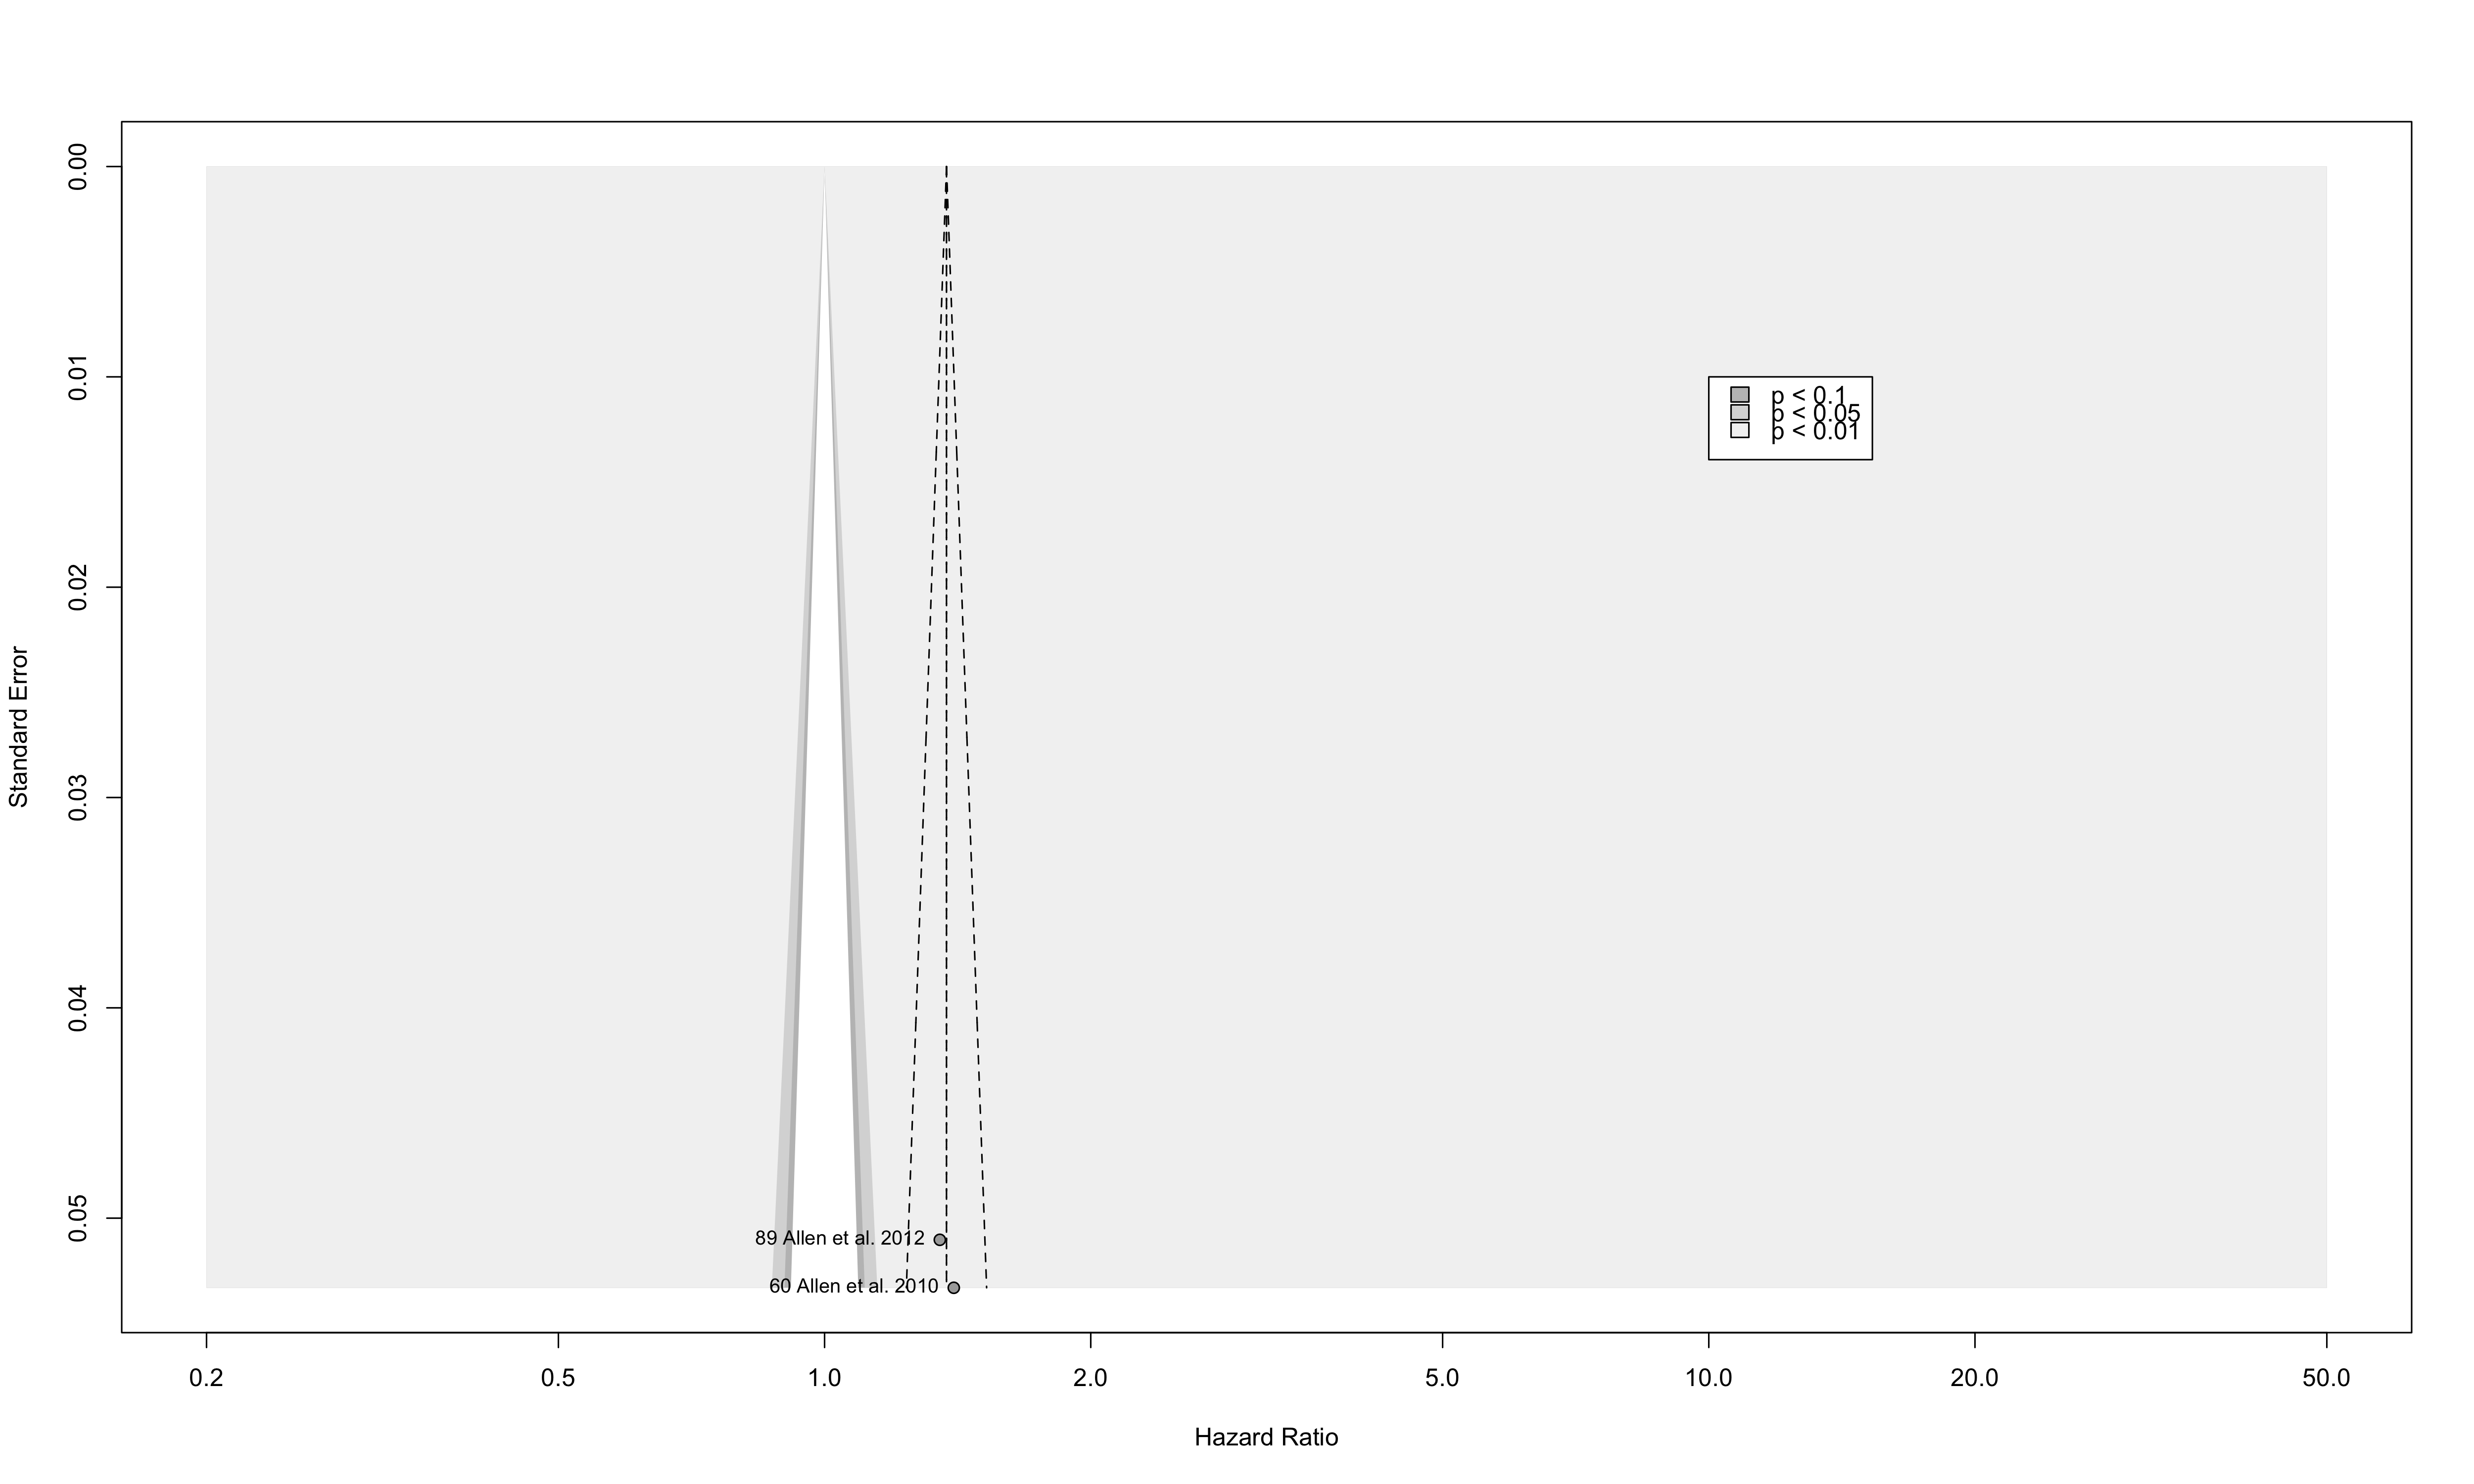 0.00
0.01
0.02
0.03
0.04
0.05
Standard Error
p < 0.1
p < 0.05
p < 0.01
89 Allen et al. 2012
60 Allen et al. 2010
0.2
0.5
1.0
2.0
5.0
10.0
20.0
50.0
Hazard Ratio